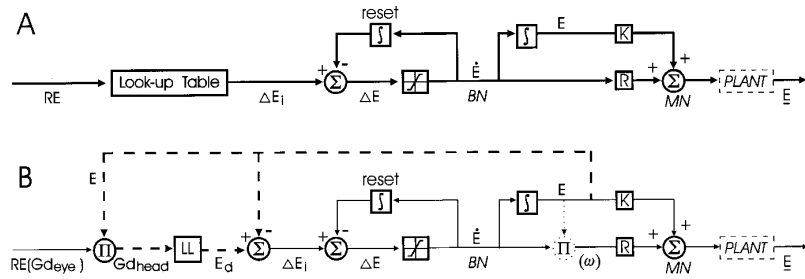 A
reset
∫
∫
E
K
+
-
+
+
Look-up Table
Σ
Σ
PLANT
RE
ΔEi
ΔE
Ė
BN
R
MN
E
B
E
reset
∫
∫
E
K
-
+
+
-
+
+
RE(Gdeye)
Π
Gdhead
LL
Ed
Σ
ΔEi
Σ
ΔE
Ė
BN
Π
(ω)
R
Σ
MN
PLANT
E